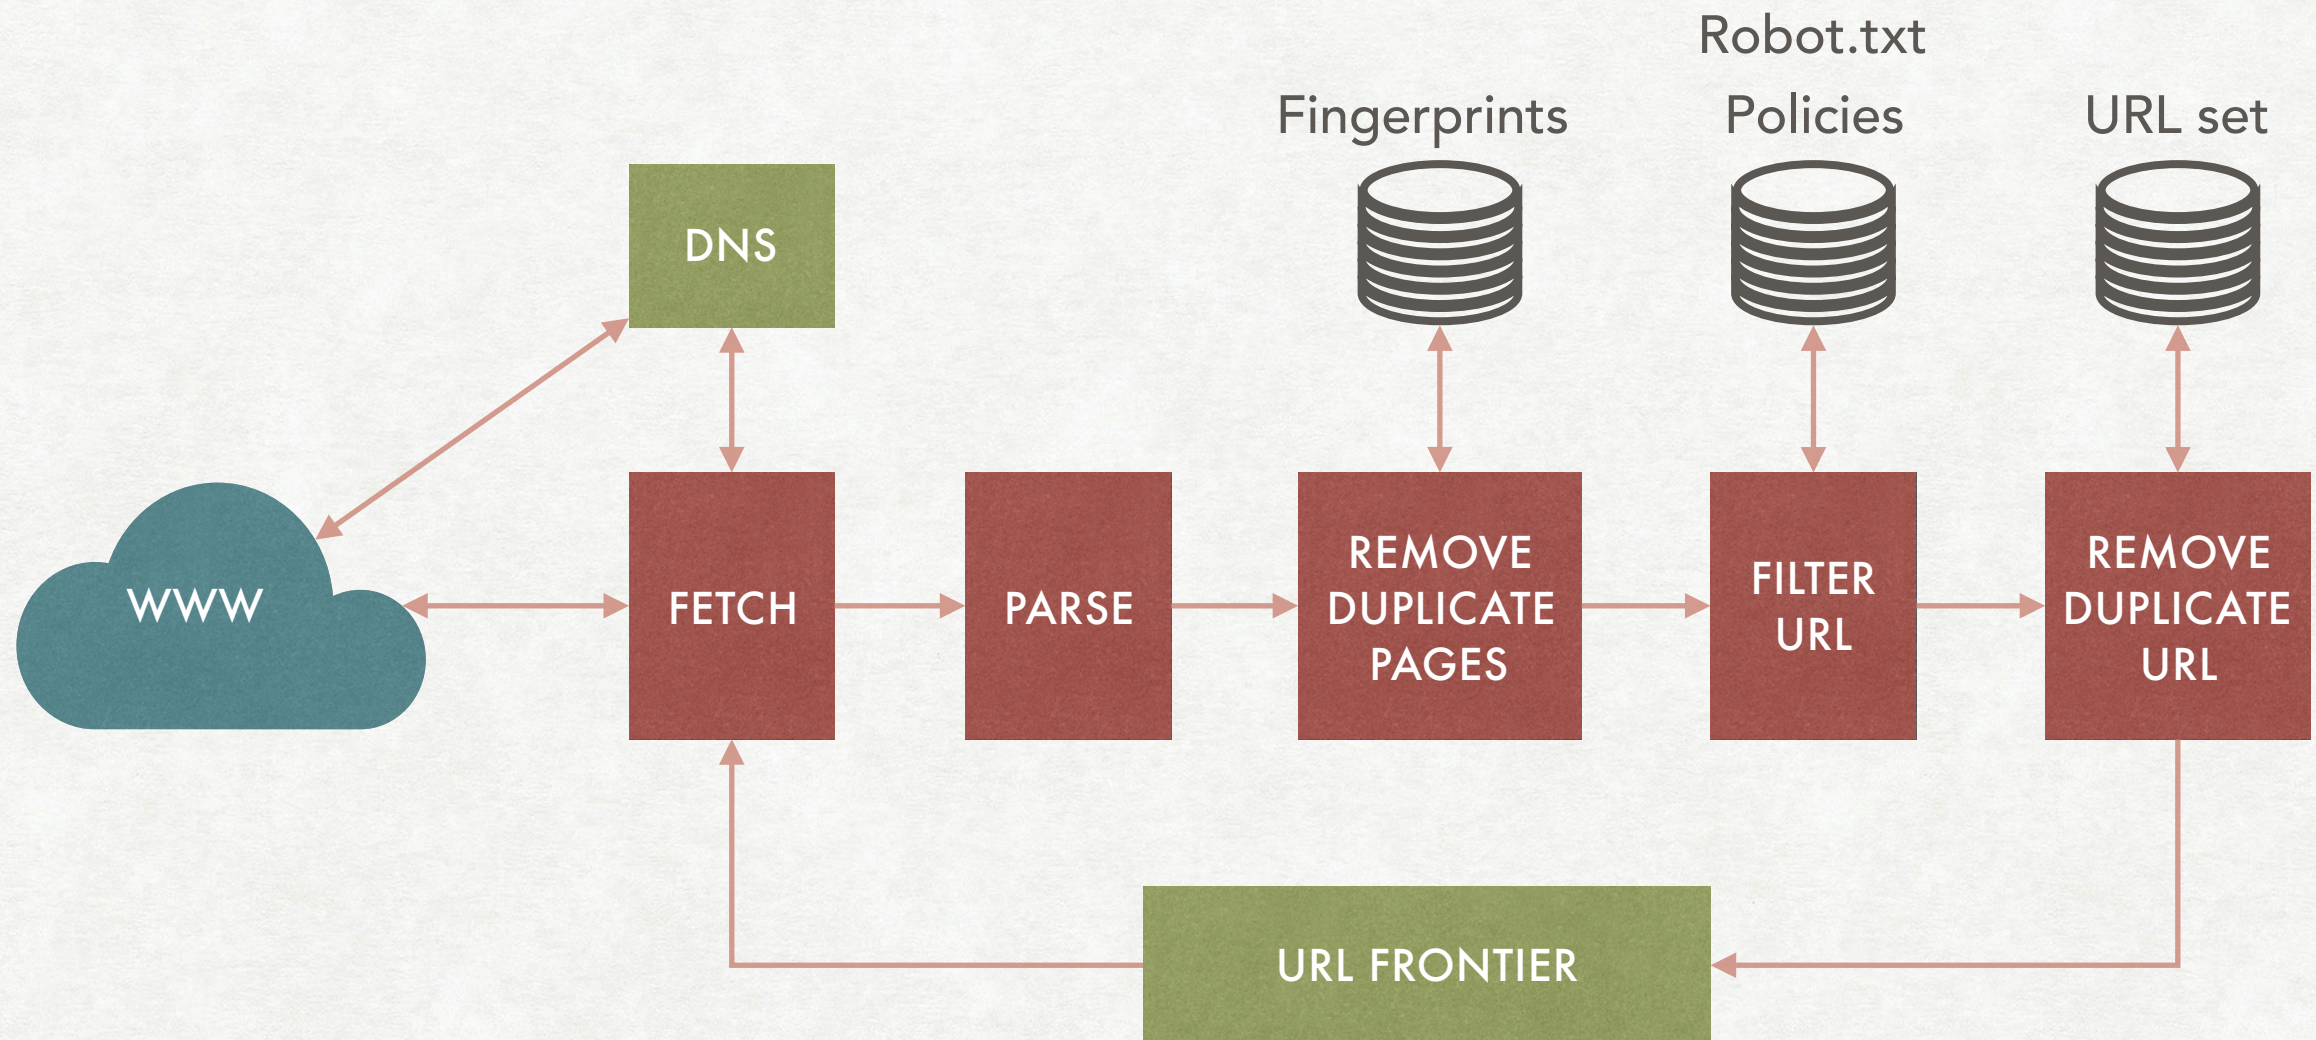 Robot.txt
Fingerprints
Policies
URL set
DNS
WWW
FETCH
PARSE
REMOVE
DUPLICATE
PAGES
FILTER
URL
REMOVE
DUPLICATE
URL
URL FRONTIER